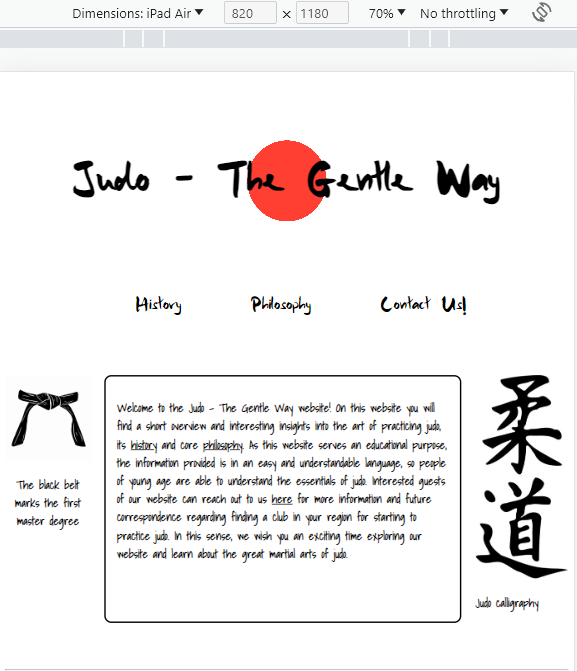 Dimensions: iPad Air 820 × 1180 70% No throttling
Judo - The Gentle Way
History Philosophy Contact Us!
Welcome to the Judo - The Gentle Way website! On this website you will
find a short overview and interesting insights into the art of practicing judo,
its history and core philosophy. As this website serves an educational purpose,
the information provided is in an easy and understandable language, so people
of young age are able to understand the essentials of judo. Interested guests
of our website can reach out to us here for more information and future
correspondence regarding finding a club in your region for starting to
practice judo. In this sense, we wish you an exciting time exploring our
website and learn about the great martial arts of judo.
The black belt
marks the first
master degree
柔
道
Judo calligraphy